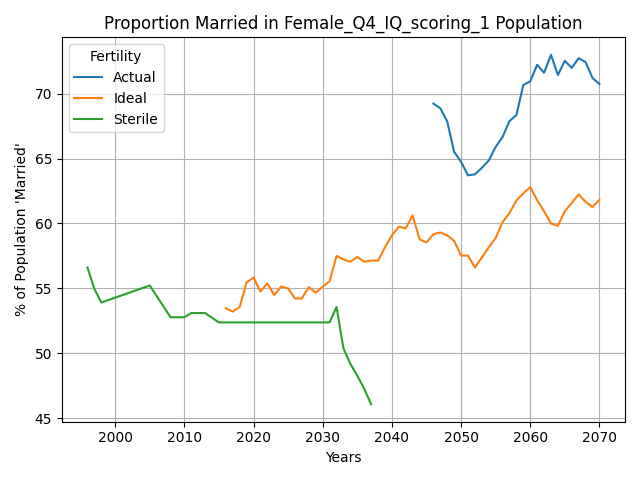 Proportion Married in Female_Q4_IQ_scoring_1 Population
% of Population 'Married'
Fertility
Actual
Ideal
Sterile
70
65
60
55
50
45
2000 2010 2020 2030 2040 2050 2060 2070
Years